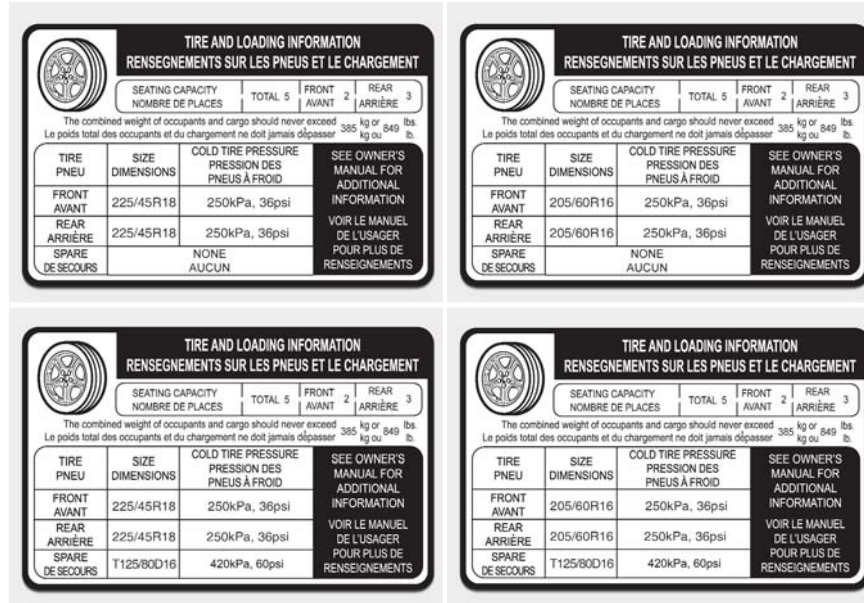 TIRE AND LOADING INFORMATION
RENSEIGNEMENTS SUR LES PNEUS ET LE CHARGEMENT
SEATING CAPACITY
NOMBRE DE PLACES
TOTAL 5
FRONT
AVANT
2
REAR
ARRIÈRE
3
The combined weight of occupants and cargo should never exceed 385 kg or 849 lbs.
Le poids total des occupants et du chargement ne doit jamais dépasser kg ou lb.
TIRE
PNEU
SIZE
DIMENSIONS
COLD TIRE PRESSURE
PRESSION DES
PNEUS À FROID
FRONT
AVANT
225/45R18
250kPa, 36psi
REAR
ARRIÈRE
225/45R18
250kPa, 36psi
SPARE
DE SECOURS
NONE
AUCUN
SEE OWNER'S
MANUAL FOR
ADDITIONAL
INFORMATION
VOIR LE MANUEL
DE L'USAGER
POUR PLUS DE
RENSEIGNEMENTS
TIRE AND LOADING INFORMATION
RENSEIGNEMENTS SUR LES PNEUS ET LE CHARGEMENT
SEATING CAPACITY
NOMBRE DE PLACES
TOTAL 5
FRONT
AVANT
2
REAR
ARRIÈRE
3
The combined weight of occupants and cargo should never exceed 385 kg or 849 lbs.
Le poids total des occupants et du chargement ne doit jamais dépasser kg ou lb.
TIRE
PNEU
SIZE
DIMENSIONS
COLD TIRE PRESSURE
PRESSION DES
PNEUS À FROID
FRONT
AVANT
205/60R16
250kPa, 36psi
REAR
ARRIÈRE
205/60R16
250kPa, 36psi
SPARE
DE SECOURS
NONE
AUCUN
SEE OWNER'S
MANUAL FOR
ADDITIONAL
INFORMATION
VOIR LE MANUEL
DE L'USAGER
POUR PLUS DE
RENSEIGNEMENTS
TIRE AND LOADING INFORMATION
RENSEIGNEMENTS SUR LES PNEUS ET LE CHARGEMENT
SEATING CAPACITY
NOMBRE DE PLACES
TOTAL 5
FRONT
AVANT
2
REAR
ARRIÈRE
3
The combined weight of occupants and cargo should never exceed 385 kg or 849 lbs.
Le poids total des occupants et du chargement ne doit jamais dépasser kg ou lb.
TIRE
PNEU
SIZE
DIMENSIONS
COLD TIRE PRESSURE
PRESSION DES
PNEUS À FROID
FRONT
AVANT
225/45R18
250kPa, 36psi
REAR
ARRIÈRE
225/45R18
250kPa, 36psi
SPARE
DE SECOURS
T125/80D16
420kPa, 60psi
SEE OWNER'S
MANUAL FOR
ADDITIONAL
INFORMATION
VOIR LE MANUEL
DE L'USAGER
POUR PLUS DE
RENSEIGNEMENTS
TIRE AND LOADING INFORMATION
RENSEIGNEMENTS SUR LES PNEUS ET LE CHARGEMENT
SEATING CAPACITY
NOMBRE DE PLACES
TOTAL 5
FRONT
AVANT
2
REAR
ARRIÈRE
3
The combined weight of occupants and cargo should never exceed 385 kg or 849 lbs.
Le poids total des occupants et du chargement ne doit jamais dépasser kg ou lb.
TIRE
PNEU
SIZE
DIMENSIONS
COLD TIRE PRESSURE
PRESSION DES
PNEUS À FROID
FRONT
AVANT
205/60R16
250kPa, 36psi
REAR
ARRIÈRE
205/60R16
250kPa, 36psi
SPARE
DE SECOURS
T125/80D16
420kPa, 60psi
SEE OWNER'S
MANUAL FOR
ADDITIONAL
INFORMATION
VOIR LE MANUEL
DE L'USAGER
POUR PLUS DE
RENSEIGNEMENTS